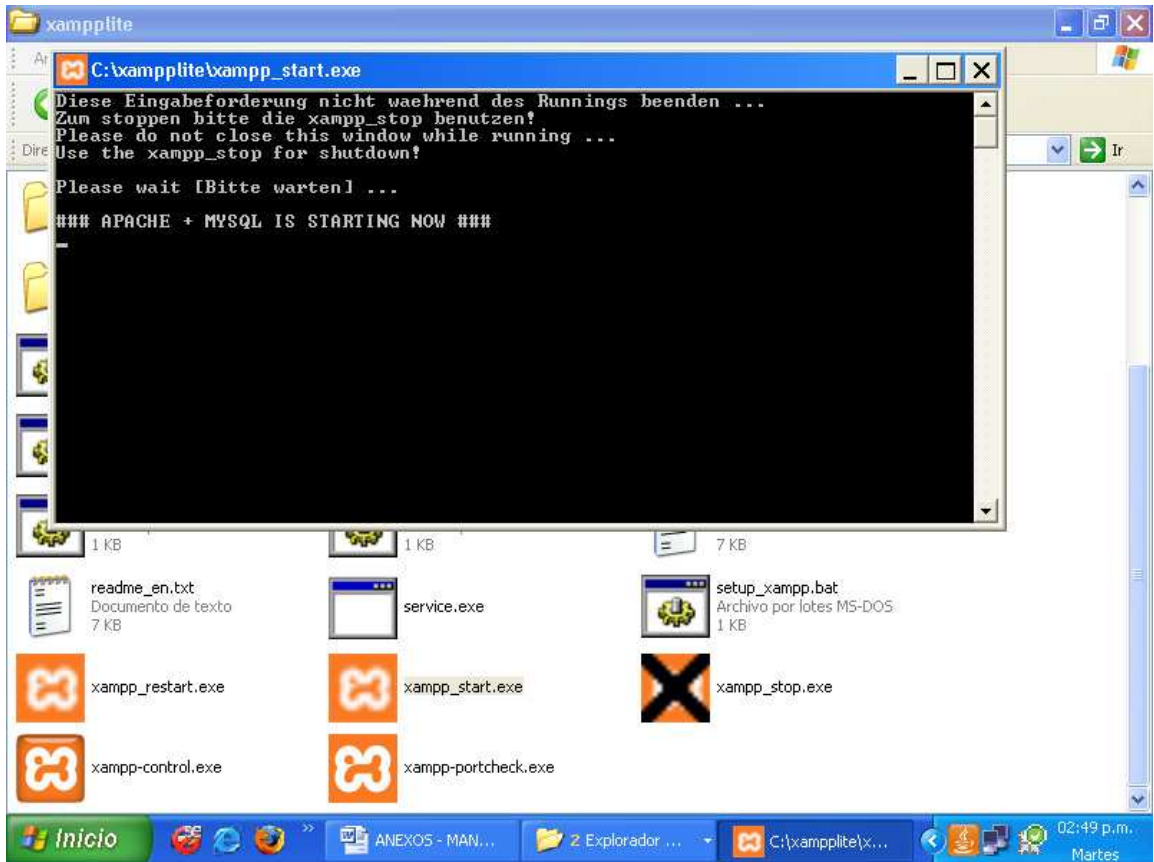 xampplite
C:\xampplite\xampp_start.exe
Diese Eingabeforderung nicht waehrend des Runnings beenden ...
Zum stoppen bitte die xampp_stop benutzen!
Please do not close this window while running ...
Use the xampp_stop for shutdown!
Please wait [Bitte warten] ...
### APACHE + MYSQL IS STARTING NOW ###
Ar
Dire
Ir
1 KB
1 KB
7 KB
readme_en.txt
Documento de texto
7 KB
service.exe
setup_xampp.bat
Archivo por lotes MS-DOS
1 KB
xampp_restart.exe
xampp_start.exe
xampp_stop.exe
xampp-control.exe
xampp-portcheck.exe
Inicio
ANEXOS - MAN...
2 Explorador ...
C:\xampplite\x...
02:49 p.m.
Martes